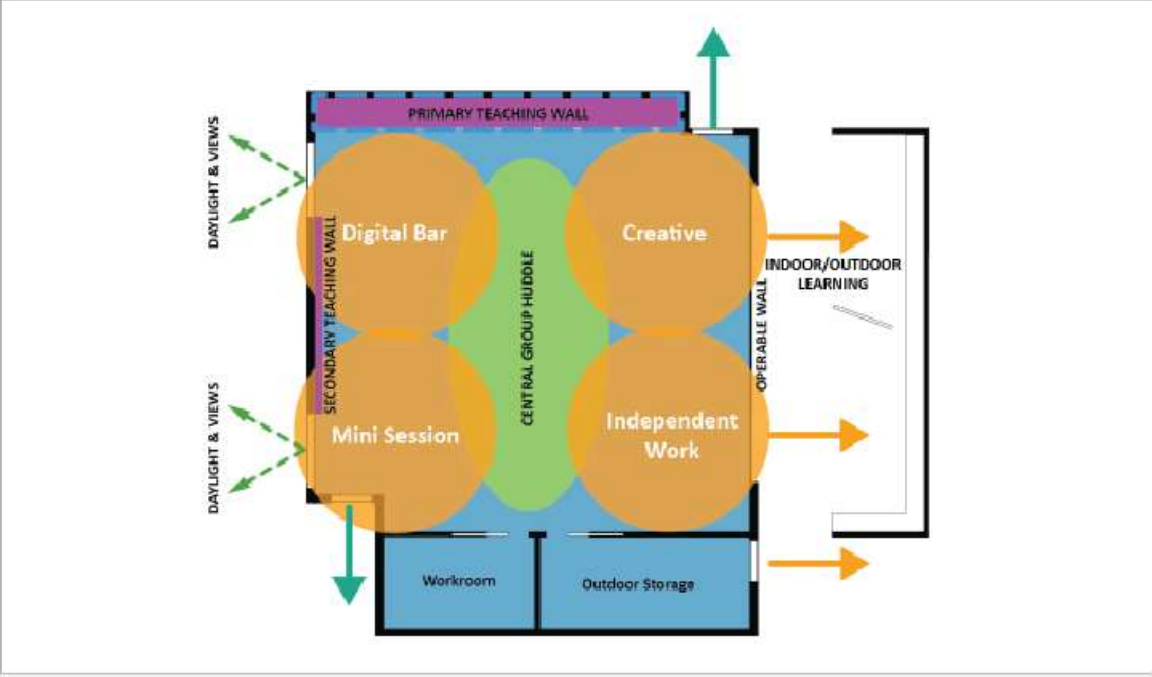 PRIMARY TEACHING WALL
DAYLIGHT & VIEWS
Digital Bar
Creative
SECONDARY TEACHING WALL
CENTRAL GROUP HUDDLE
INDOOR/OUTDOOR
LEARNING
OPERABLE WALL
DAYLIGHT & VIEWS
Mini Session
Independent
Work
Workroom
Outdoor Storage